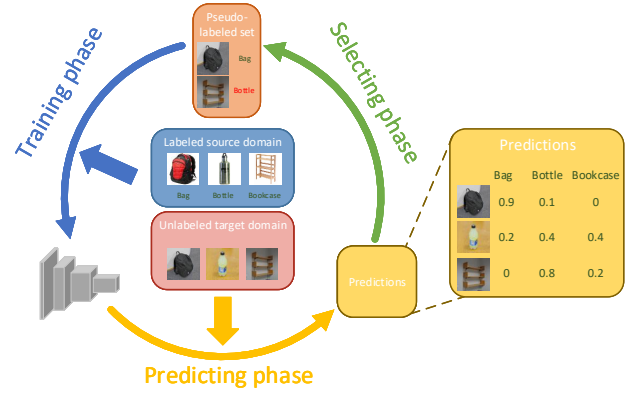 Pseudo-
labeled set
Bag
Bottle
Training phase
Selecting phase
Labeled source domain
Bag Bottle Bookcase
Unlabeled target domain
Predictions
Predicting phase
Predictions
Bag Bottle Bookcase
0.9 0.1 0
0.2 0.4 0.4
0 0.8 0.2